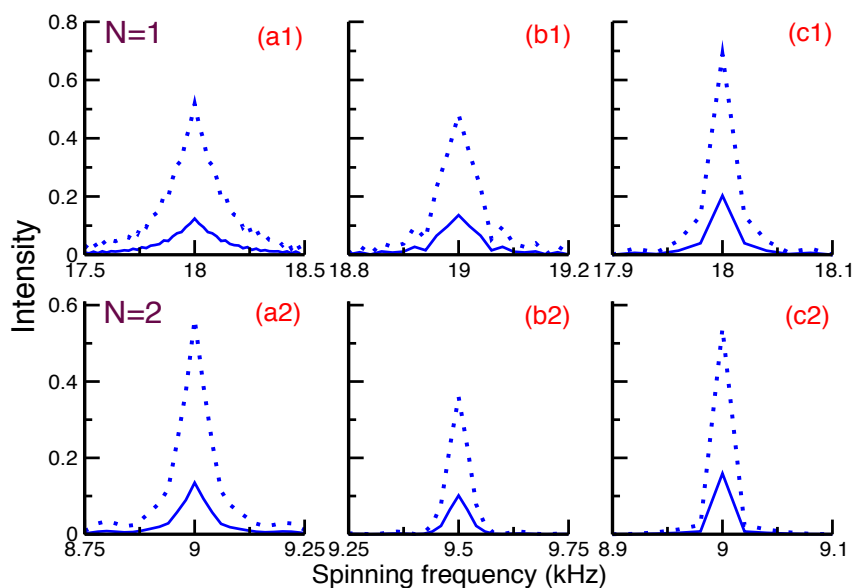 N=1 (a1) (b1) (c1)
0.8
0.6
0.4
0.2
0
17.5 18 18.5 18.8 19 19.2 17.9 18 18.1
Intensity
N=2 (a2) (b2) (c2)
0.6
0.4
0.2
0
8.75 9 9.25 9.25 9.5 9.75 8.9 9 9.1
Spinning frequency (kHz)